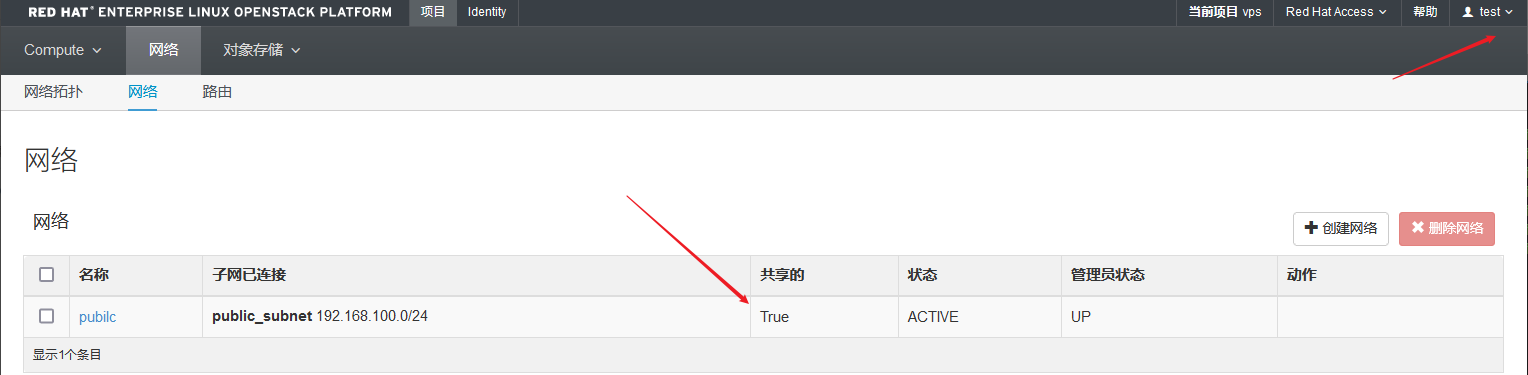 RED HAT® ENTERPRISE LINUX OPENSTACK PLATFORM 项目 Identity 当前项目 vps Red Hat Access 帮助 test
Compute 网络 对象存储
网络拓扑 网络 路由
网络
网络
创建网络 删除网络
名称 子网已连接 共享的 状态 管理员状态 动作
pubilc public_subnet 192.168.100.0/24 True ACTIVE UP
显示1个条目